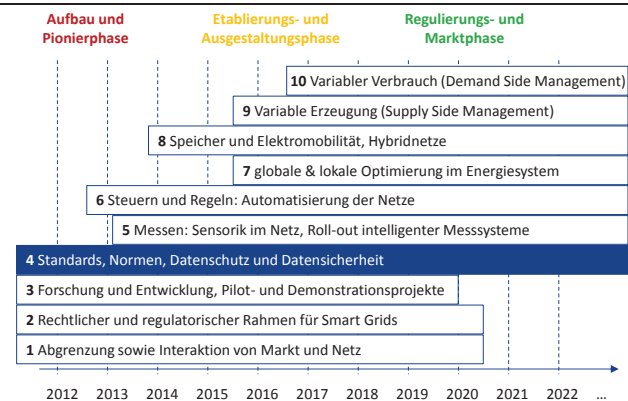 Aufbau und
Pionierphase
Etablierungs- und
Ausgestaltungsphase
Regulierungs- und
Marktphase
10 Variabler Verbrauch (Demand Side Management)
9 Variable Erzeugung (Supply Side Management)
8 Speicher und Elektromobilität, Hybridnetze
7 globale & lokale Optimierung im Energiesystem
6 Steuern und Regeln: Automatisierung der Netze
5 Messen: Sensorik im Netz, Roll-out intelligenter Messsysteme
4 Standards, Normen, Datenschutz und Datensicherheit
3 Forschung und Entwicklung, Pilot- und Demonstrationsprojekte
2 Rechtlicher und regulatorischer Rahmen für Smart Grids
1 Abgrenzung sowie Interaktion von Markt und Netz
2012 2013 2014 2015 2016 2017 2018 2019 2020 2021 2022 ...